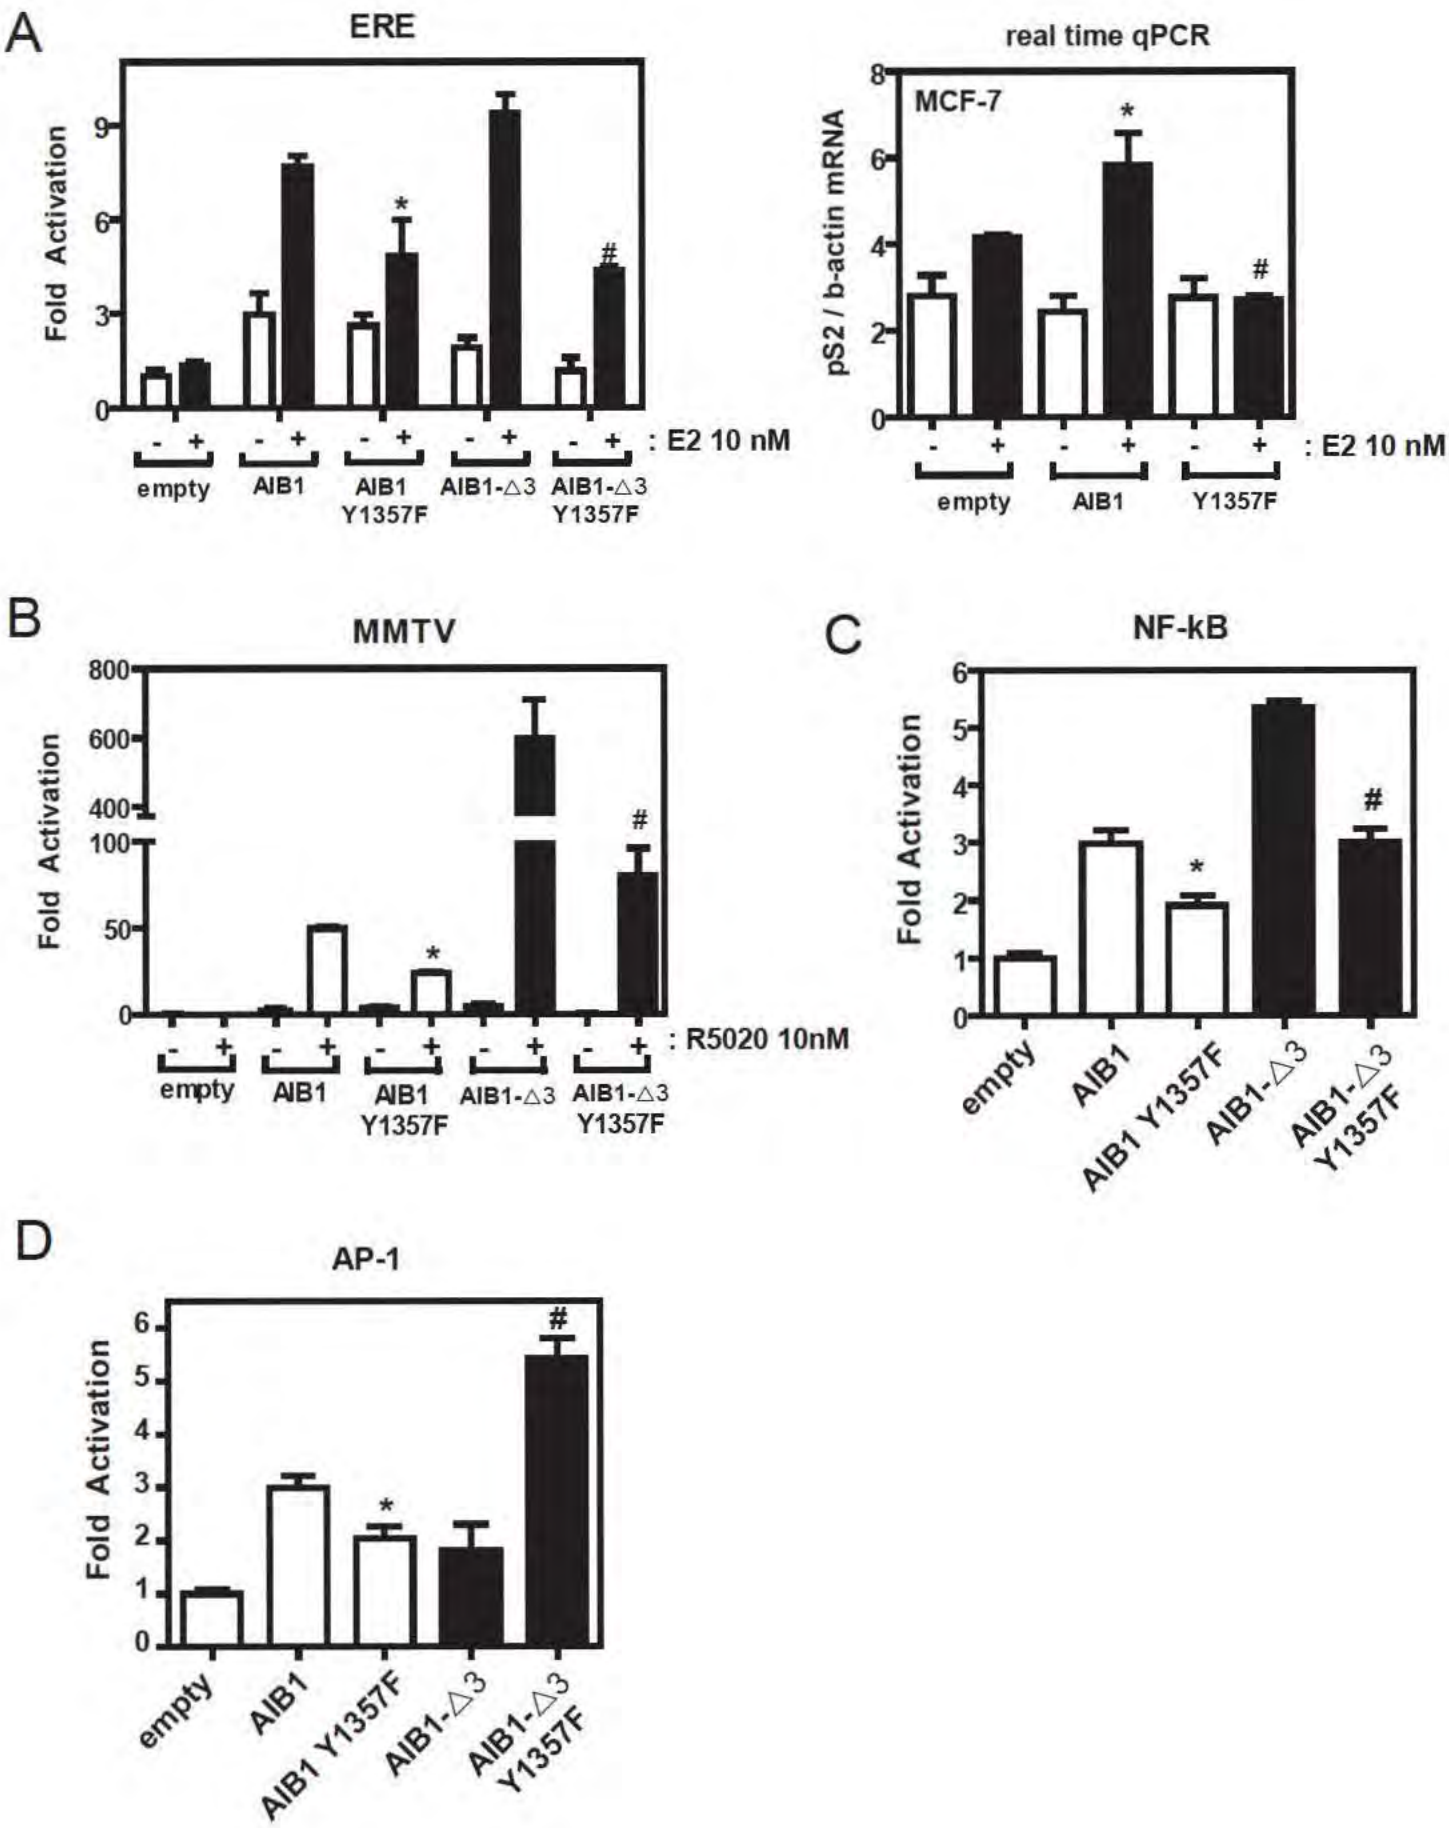 A
ERE
Fold Activation
9
6
3
0
*
#
- + - + - + - + - + : E2 10 nM
empty AIB1 AIB1 AIB1-△3 AIB1-△3
Y1357F Y1357F
real time qPCR
MCF-7
pS2 / b-actin mRNA
8
6
4
2
0
*
#
- + - + - + : E2 10 nM
empty AIB1 Y1357F
B
MMTV
Fold Activation
Fold Activation
800
600
400
100
50
0
*
#
- + - + - + - + - + : R5020 10nM
empty AIB1 AIB1 AIB1-△3 AIB1-△3
Y1357F Y1357F
C
NF-kB
Fold Activation
6
5
4
3
2
1
0
*
#
empty
AIB1
AIB1 Y1357F
AIB1-△3
AIB1-△3
Y1357F
D
AP-1
Fold Activation
6
5
4
3
2
1
0
*
#
empty
AIB1
AIB1 Y1357F
AIB1-△3
AIB1-△3
Y1357F